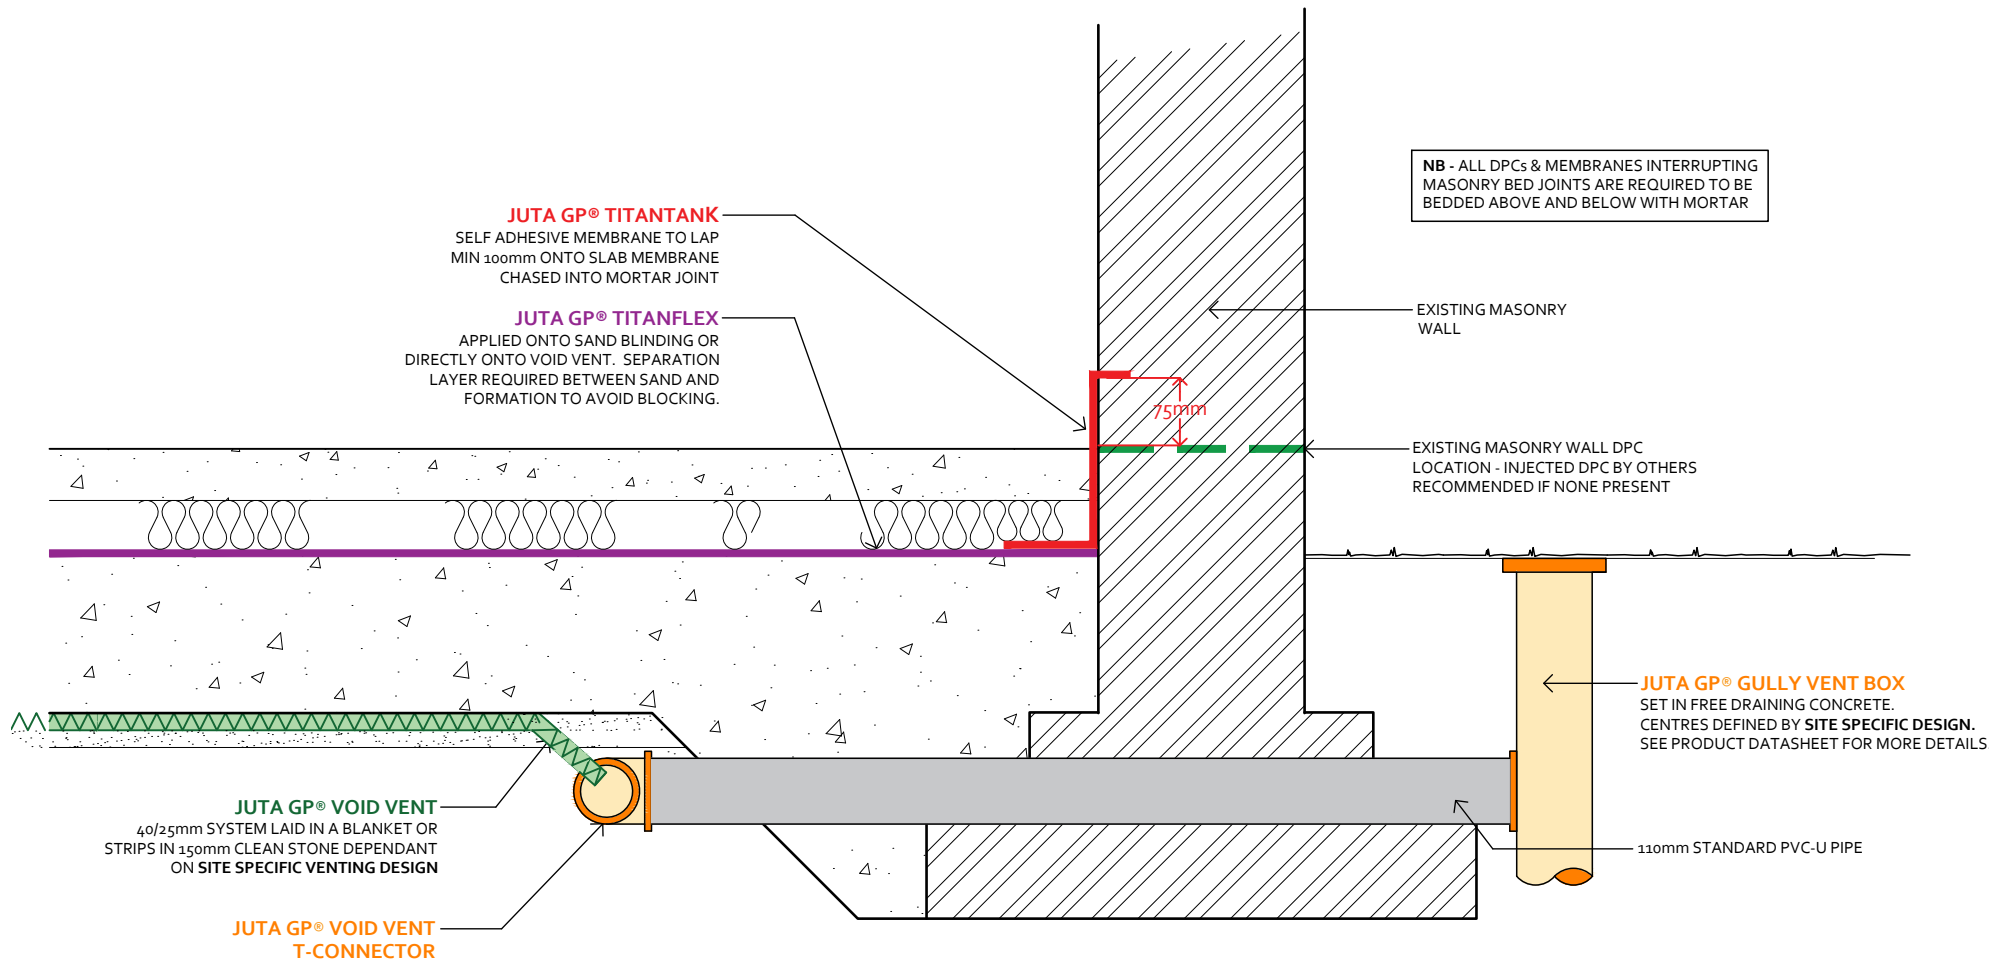 JUTA GP® TITANTANK
SELF ADHESIVE MEMBRANE TO LAP
MIN 100mm ONTO SLAB MEMBRANE
CHASED INTO MORTAR JOINT
JUTA GP® TITANFLEX
APPLIED ONTO SAND BLINDING OR
DIRECTLY ONTO VOID VENT. SEPARATION
LAYER REQUIRED BETWEEN SAND AND
FORMATION TO AVOID BLOCKING.
NB - ALL DPCs & MEMBRANES INTERRUPTING
MASONRY BED JOINTS ARE REQUIRED TO BE
BEDDED ABOVE AND BELOW WITH MORTAR
EXISTING MASONRY
WALL
75mm
EXISTING MASONRY WALL DPC
LOCATION - INJECTED DPC BY OTHERS
RECOMMENDED IF NONE PRESENT
JUTA GP® GULLY VENT BOX
SET IN FREE DRAINING CONCRETE.
CENTRES DEFINED BY SITE SPECIFIC DESIGN.
SEE PRODUCT DATASHEET FOR MORE DETAILS
JUTA GP® VOID VENT
40/25mm SYSTEM LAID IN A BLANKET OR
STRIPS IN 150mm CLEAN STONE DEPENDANT
ON SITE SPECIFIC VENTING DESIGN
110mm STANDARD PVC-U PIPE
JUTA GP® VOID VENT
T-CONNECTOR